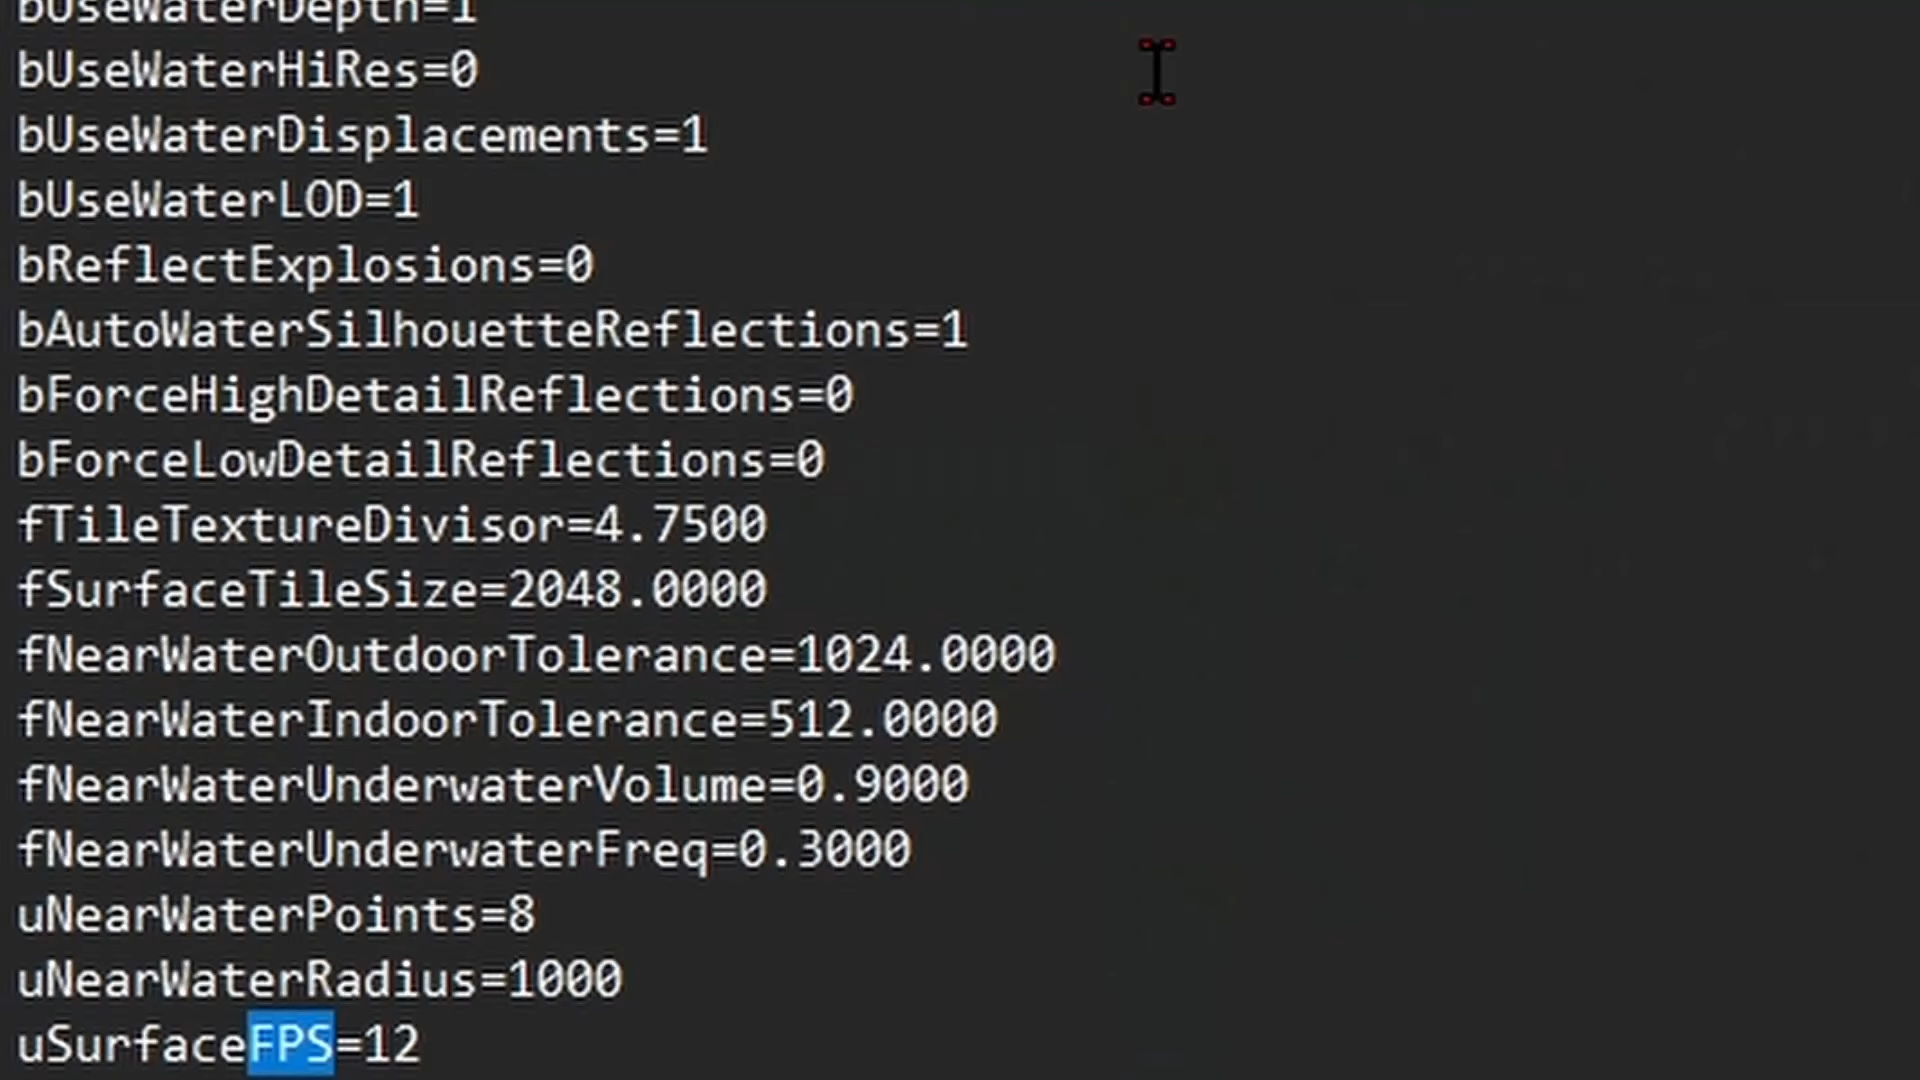 bUseWaterDepth=1
bUseWaterHiRes=0
bUseWaterDisplacements=1
bUseWaterLOD=1
bReflectExplosions=0
bAutoWaterSilhouetteReflections=1
bForceHighDetailReflections=0
bForceLowDetailReflections=0
fTileTextureDivisor=4.7500
fSurfaceTileSize=2048.0000
fNearWaterOutdoorTolerance=1024.0000
fNearWaterIndoorTolerance=512.0000
fNearWaterUnderwaterVolume=0.9000
fNearWaterUnderwaterFreq=0.3000
uNearWaterPoints=8
uNearWaterRadius=1000
uSurfaceFPS=12